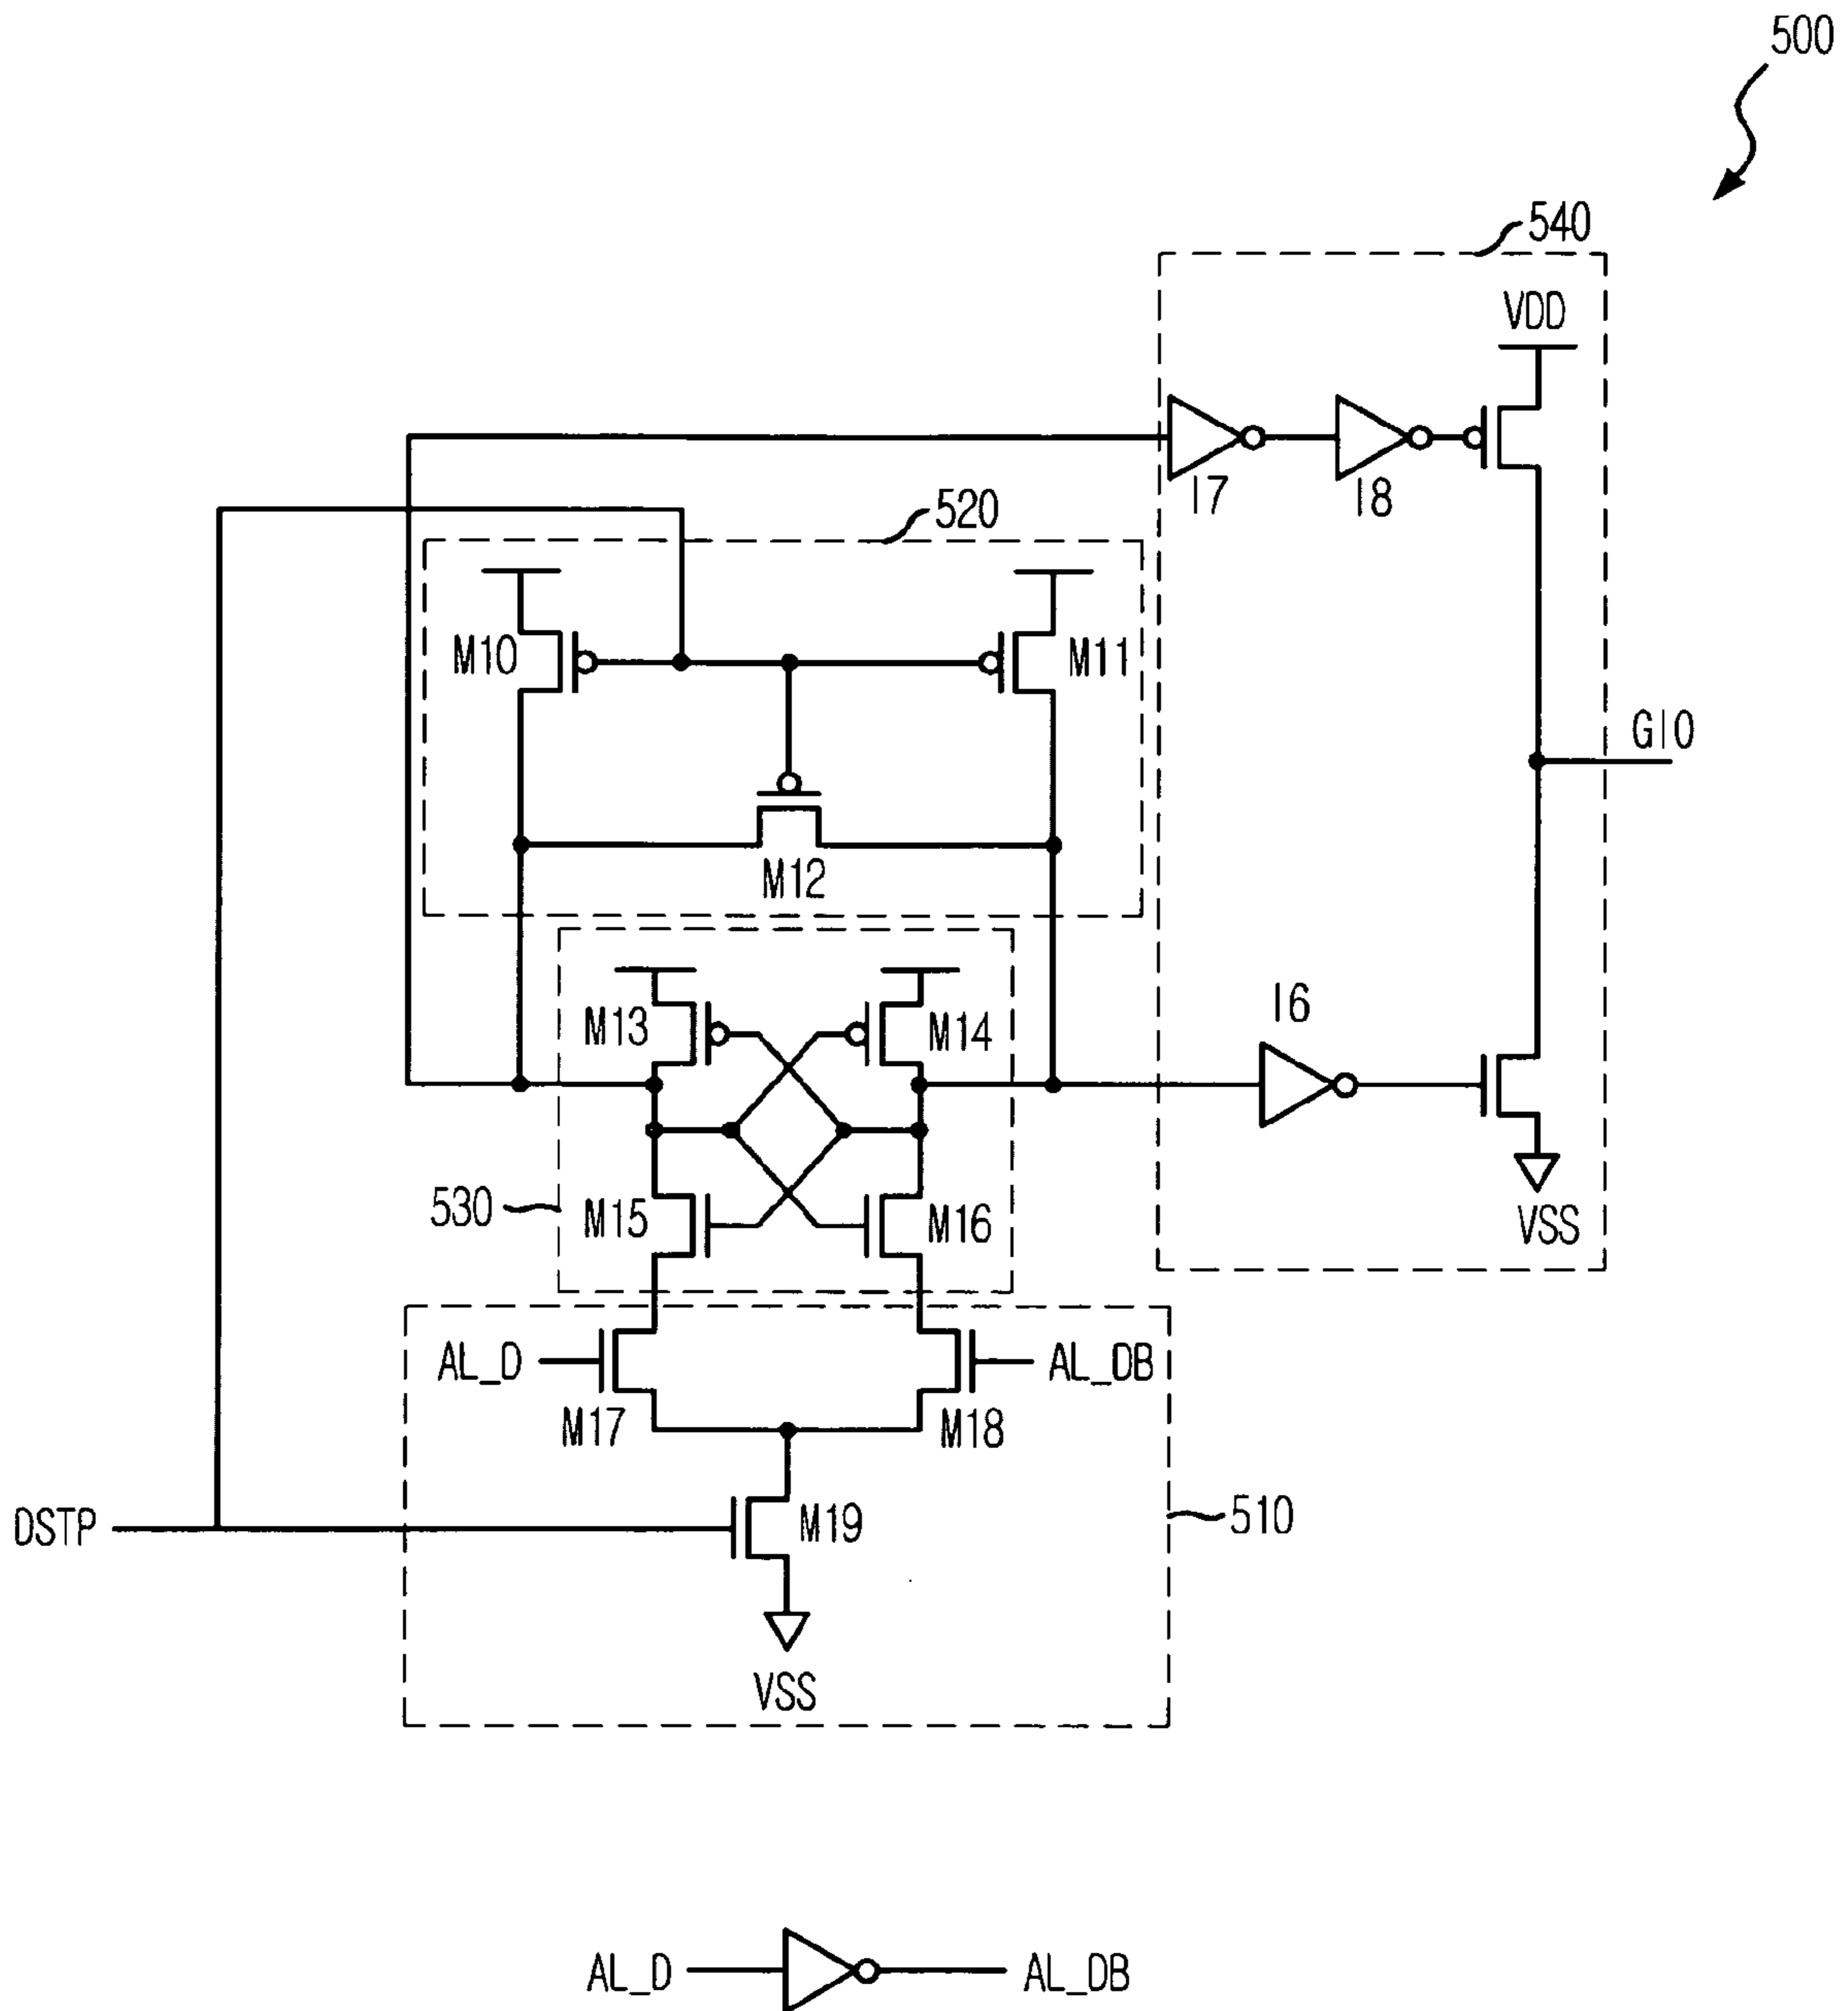 500
540
VDD
I7
I8
520
M10
M11
GIO
M12
I6
M13
M14
530
M15
M16
VSS
AL_D
AL_DB
M17
M18
DSTP
M19
510
VSS
AL_D
AL_DB